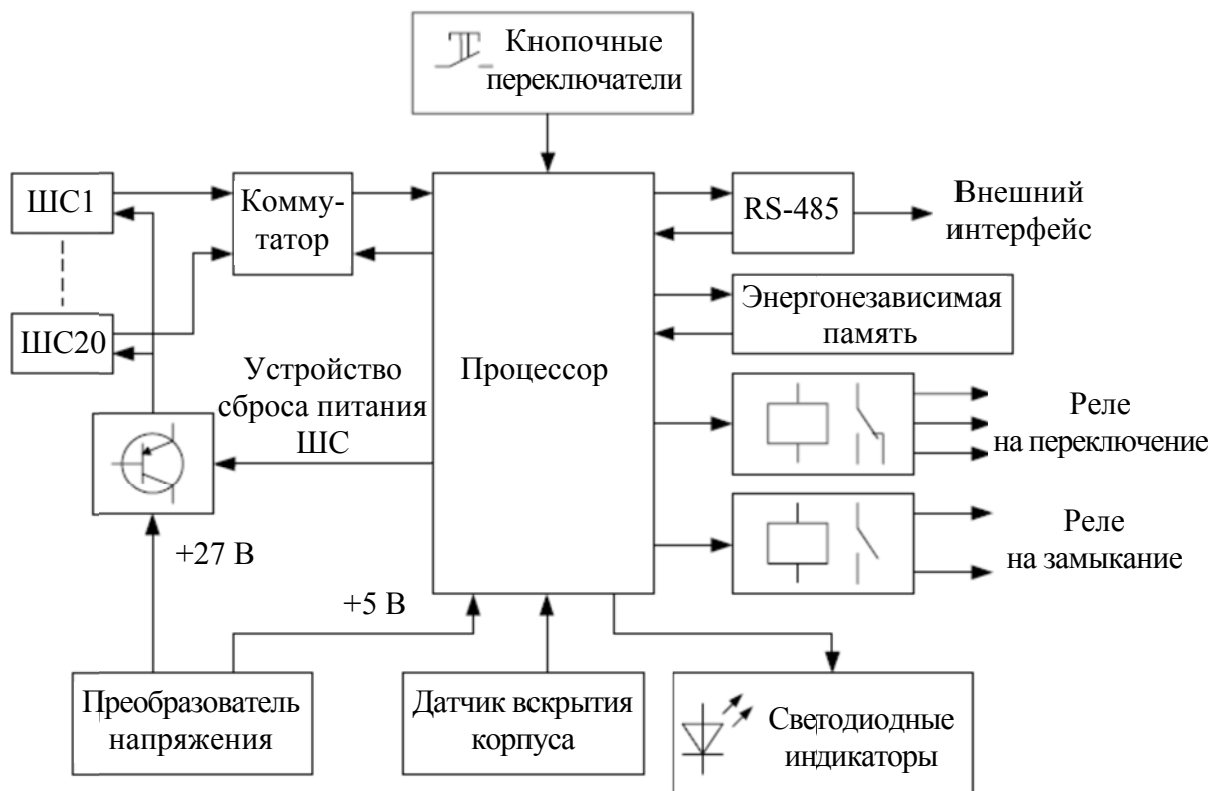 Кнопочные
переключатели
ШС1
Комму-
татор
RS-485
Внешний
интерфейс
Энергонезависимая
память
ШС20
Устройство
сброса питания
ШС
Процессор
Реле
на переключение
Реле
на замыкание
+27 В
+5 В
Преобразователь
напряжения
Датчик вскрытия
корпуса
Светодиодные
индикаторы